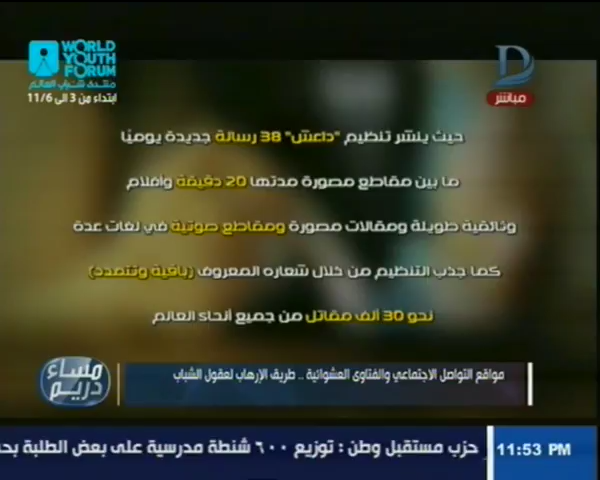 WORLD
YOUTH
FORUM
منتدى شباب العالم
ابتداء من 3 الى 11/6
مباشر
حيث ينشر تنظيم "داعش" 38 رسالة جديدة يوميًا
ما بين مقاطع مصورة مدتها 20 دقيقة وأفلام
وثائقية طويلة ومقالات مصورة ومقاطع صوتية في لغات عدة
كما جذب التنظيم من خلال شعاره المعروف (باقية وتتمدد)
نحو 30 ألف مقاتل من جميع أنحاء العالم
مواقع التواصل الاجتماعي والفتاوى العشوائية .. طريق الإرهاب لعقول الشباب
مساء
دريم
حزب مستقبل وطن : توزيع ٦٠٠ شنطة مدرسية على بعض الطلبة بحـ
11:53 PM